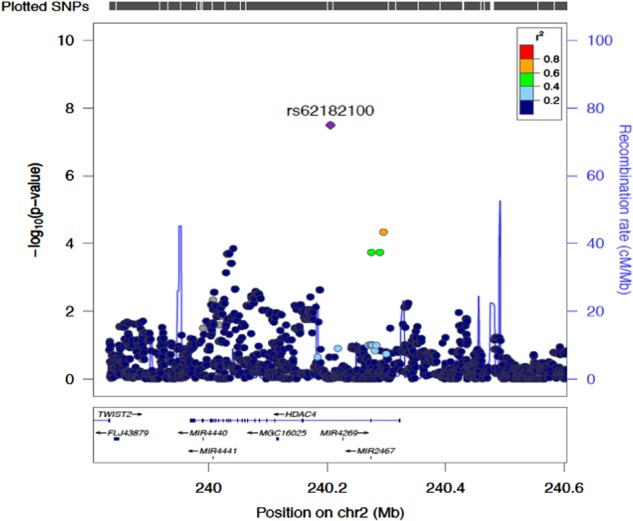 Plotted SNPs
10
8
6
4
2
0
−log10(p−value)
rs62182100
r²
0.8
0.6
0.4
0.2
100
80
60
40
20
0
Recombination rate (cM/Mb)
TWIST2→
←HDAC4
←FLJ43879
←MIR4440
←MGC16025
MIR4269→
←MIR4441
←MIR2467
240
240.2
240.4
240.6
Position on chr2 (Mb)